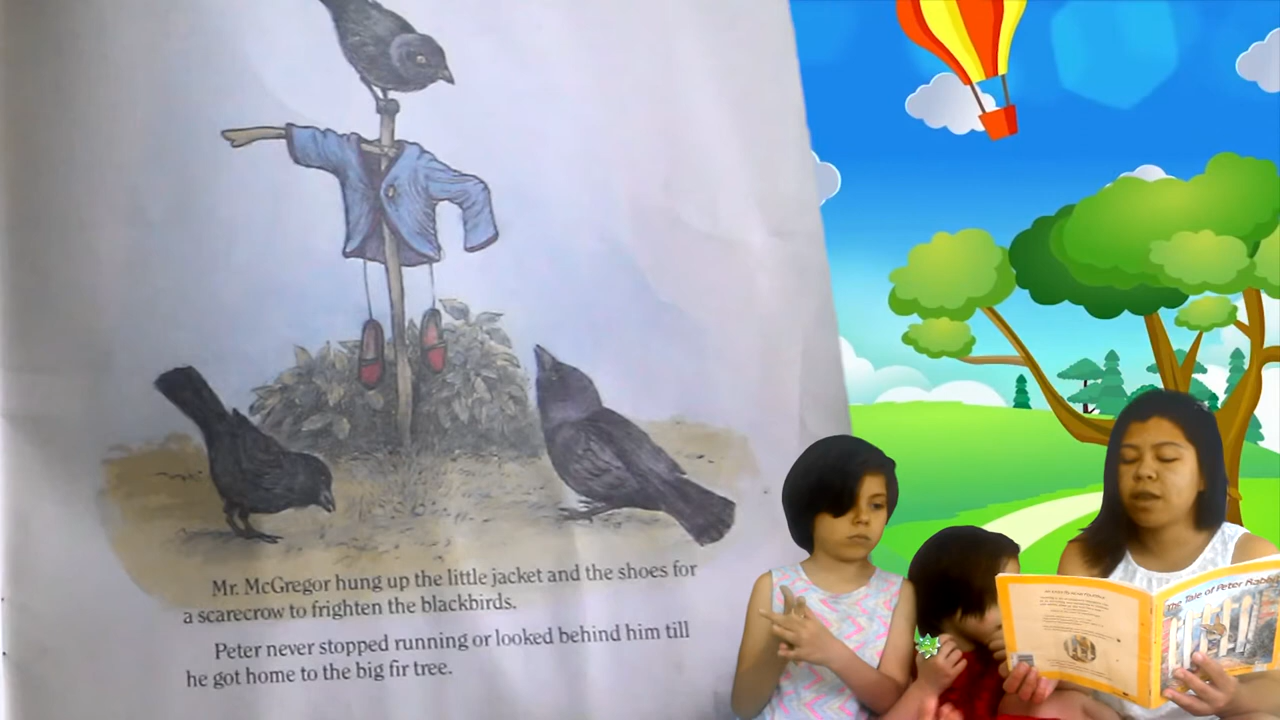 Mr. McGregor hung up the little jacket and the shoes for
a scarecrow to frighten the blackbirds.
Peter never stopped running or looked behind him till
he got home to the big fir tree.
The Tale of Peter Rabbit